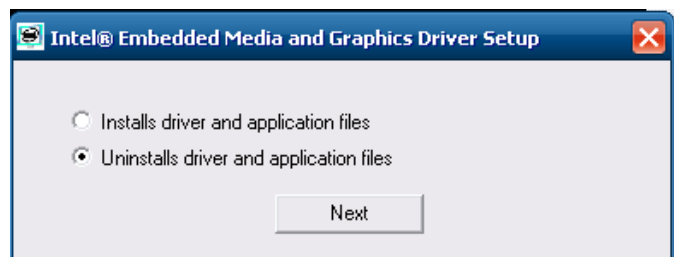 Intel® Embedded Media and Graphics Driver Setup
Installs driver and application files
Uninstalls driver and application files
Next